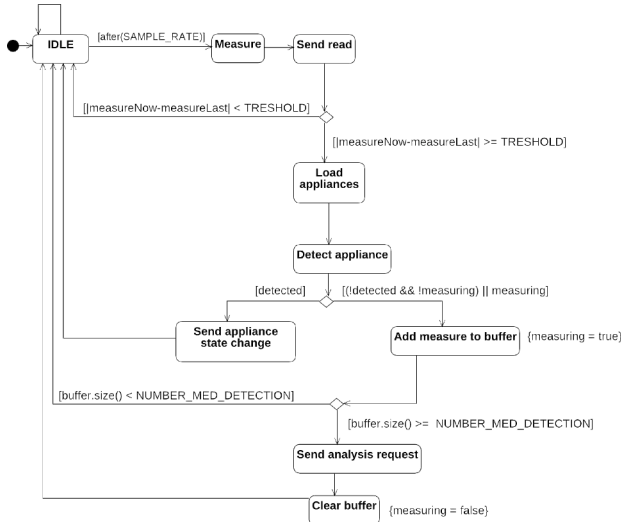 [after(SAMPLE_RATE)]
IDLE
Measure
Send read
[|measureNow-measureLast| < TRESHOLD]
[|measureNow-measureLast| >= TRESHOLD]
Load
appliances
Detect appliance
[detected]
[(!detected && !measuring) || measuring]
Send appliance
state change
Add measure to buffer
{measuring = true}
[buffer.size() < NUMBER_MED_DETECTION]
[buffer.size() >= NUMBER_MED_DETECTION]
Send analysis request
Clear buffer
{measuring = false}